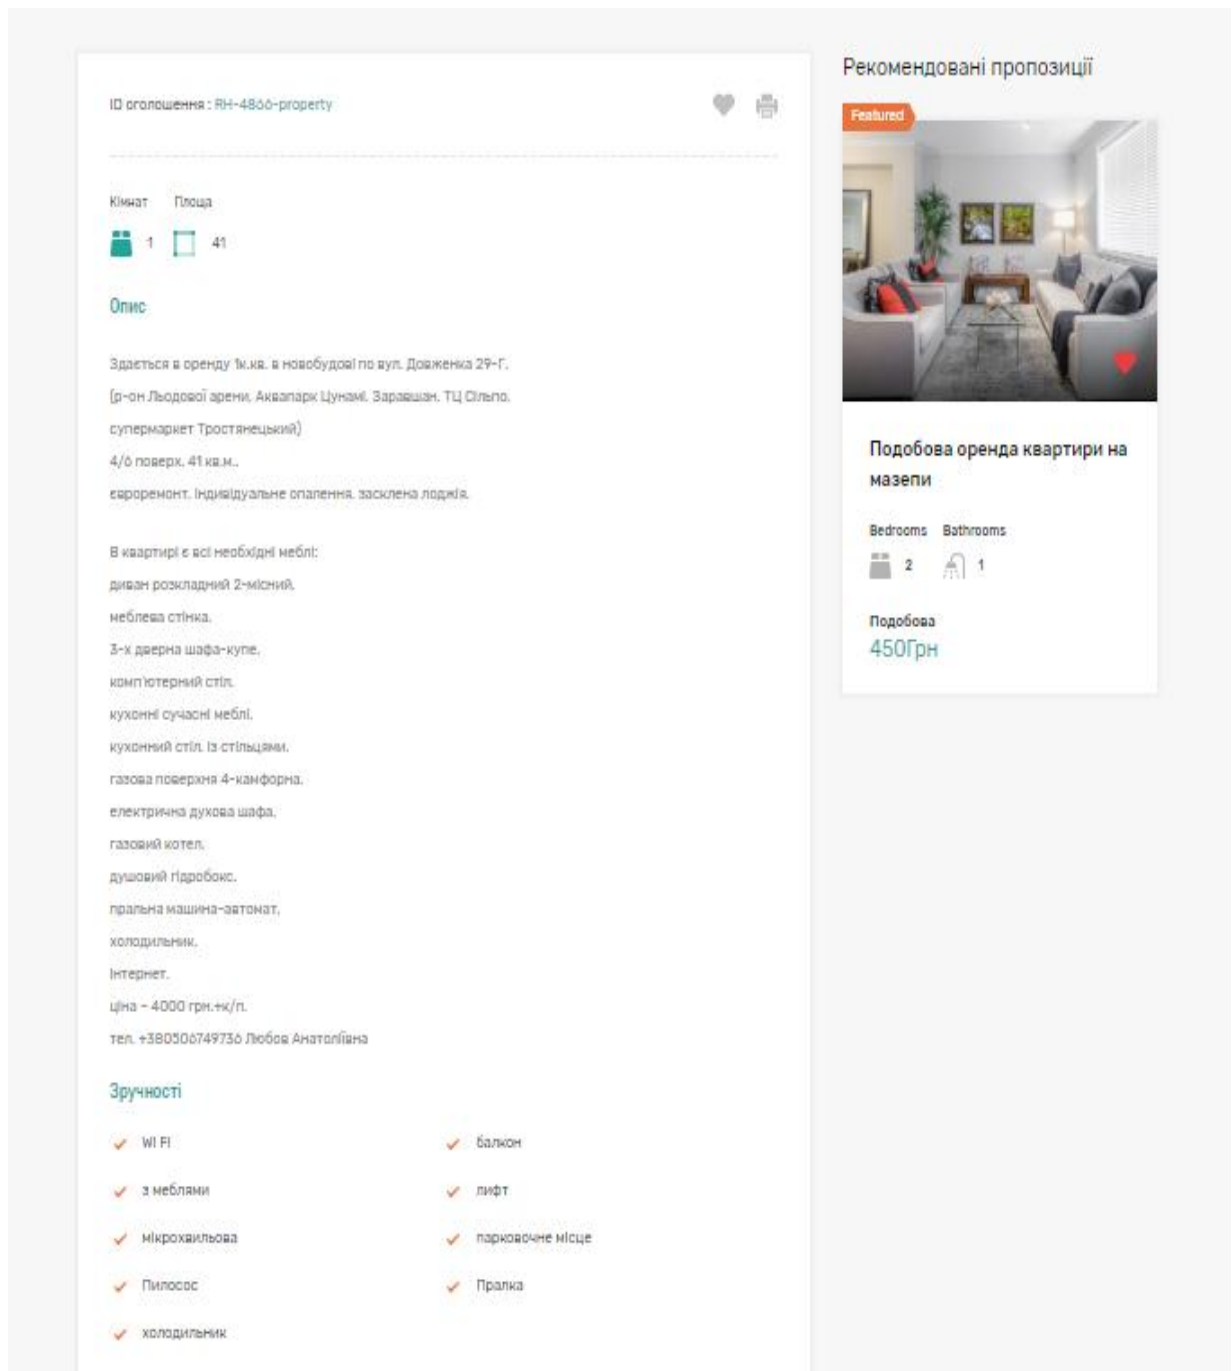 ID оголошення : RH-4866-property
Кімнат Площа
1 41
Опис
Здається в оренду 1к.кв. в новобудові по вул. Довженка 29-Г.
(р-он Льодової арени, Аквапарк Цунамі, Заравшан, ТЦ Сільпо,
супермаркет Тростянецький)
4/6 поверх, 41 кв.м..
євроремонт, індивідуальне опалення, засклена лоджія.
В квартирі є всі необхідні меблі:
диван розкладний 2-місний,
меблева стінка,
3-х дверна шафа-купе,
комп'ютерний стіл,
кухонні сучасні меблі,
кухонний стіл, із стільцями,
газова поверхня 4-камфорна,
електрична духова шафа,
газовий котел,
душовий гідробокс,
пральна машина-автомат,
холодильник,
Інтернет.
ціна - 4000 грн.+к/п.
тел. +380506749736 Любов Анатоліївна
Зручності
WI FI
балкон
з меблями
лифт
мікрохвильова
парковочне місце
Пилосос
Пралка
холодильник
Рекомендовані пропозиції
Featured
Подобова оренда квартири на
мазепи
Bedrooms Bathrooms
2 1
Подобова
450Грн